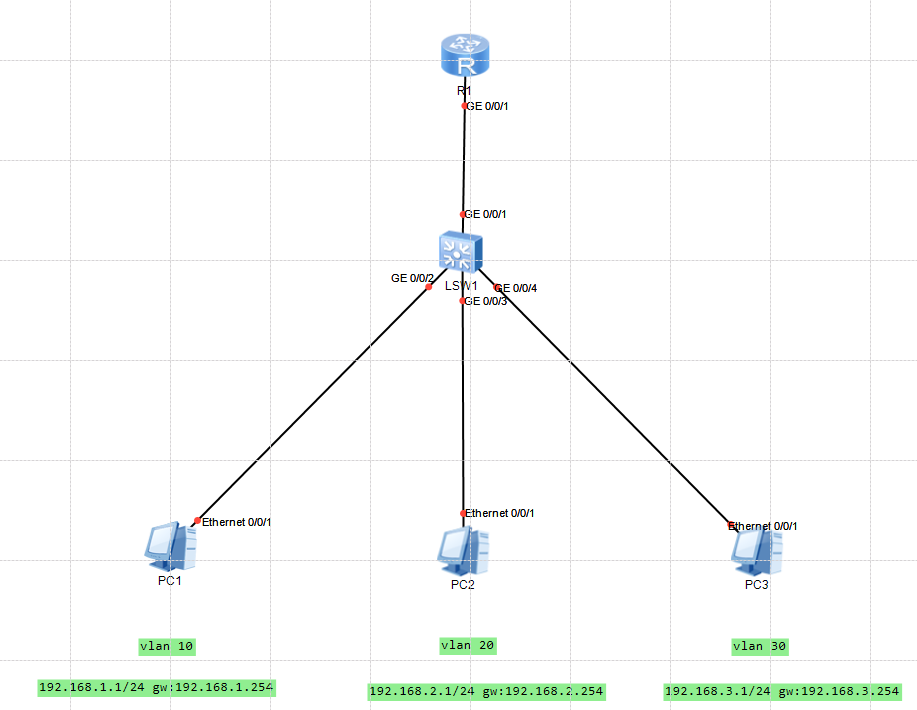 R
R1
GE 0/0/1
GE 0/0/1
GE 0/0/2
LSW1
GE 0/0/4
GE 0/0/3
Ethernet 0/0/1
Ethernet 0/0/1
Ethernet 0/0/1
PC1
PC2
PC3
vlan 10
vlan 20
vlan 30
192.168.1.1/24 gw:192.168.1.254
192.168.2.1/24 gw:192.168.2.254
192.168.3.1/24 gw:192.168.3.254